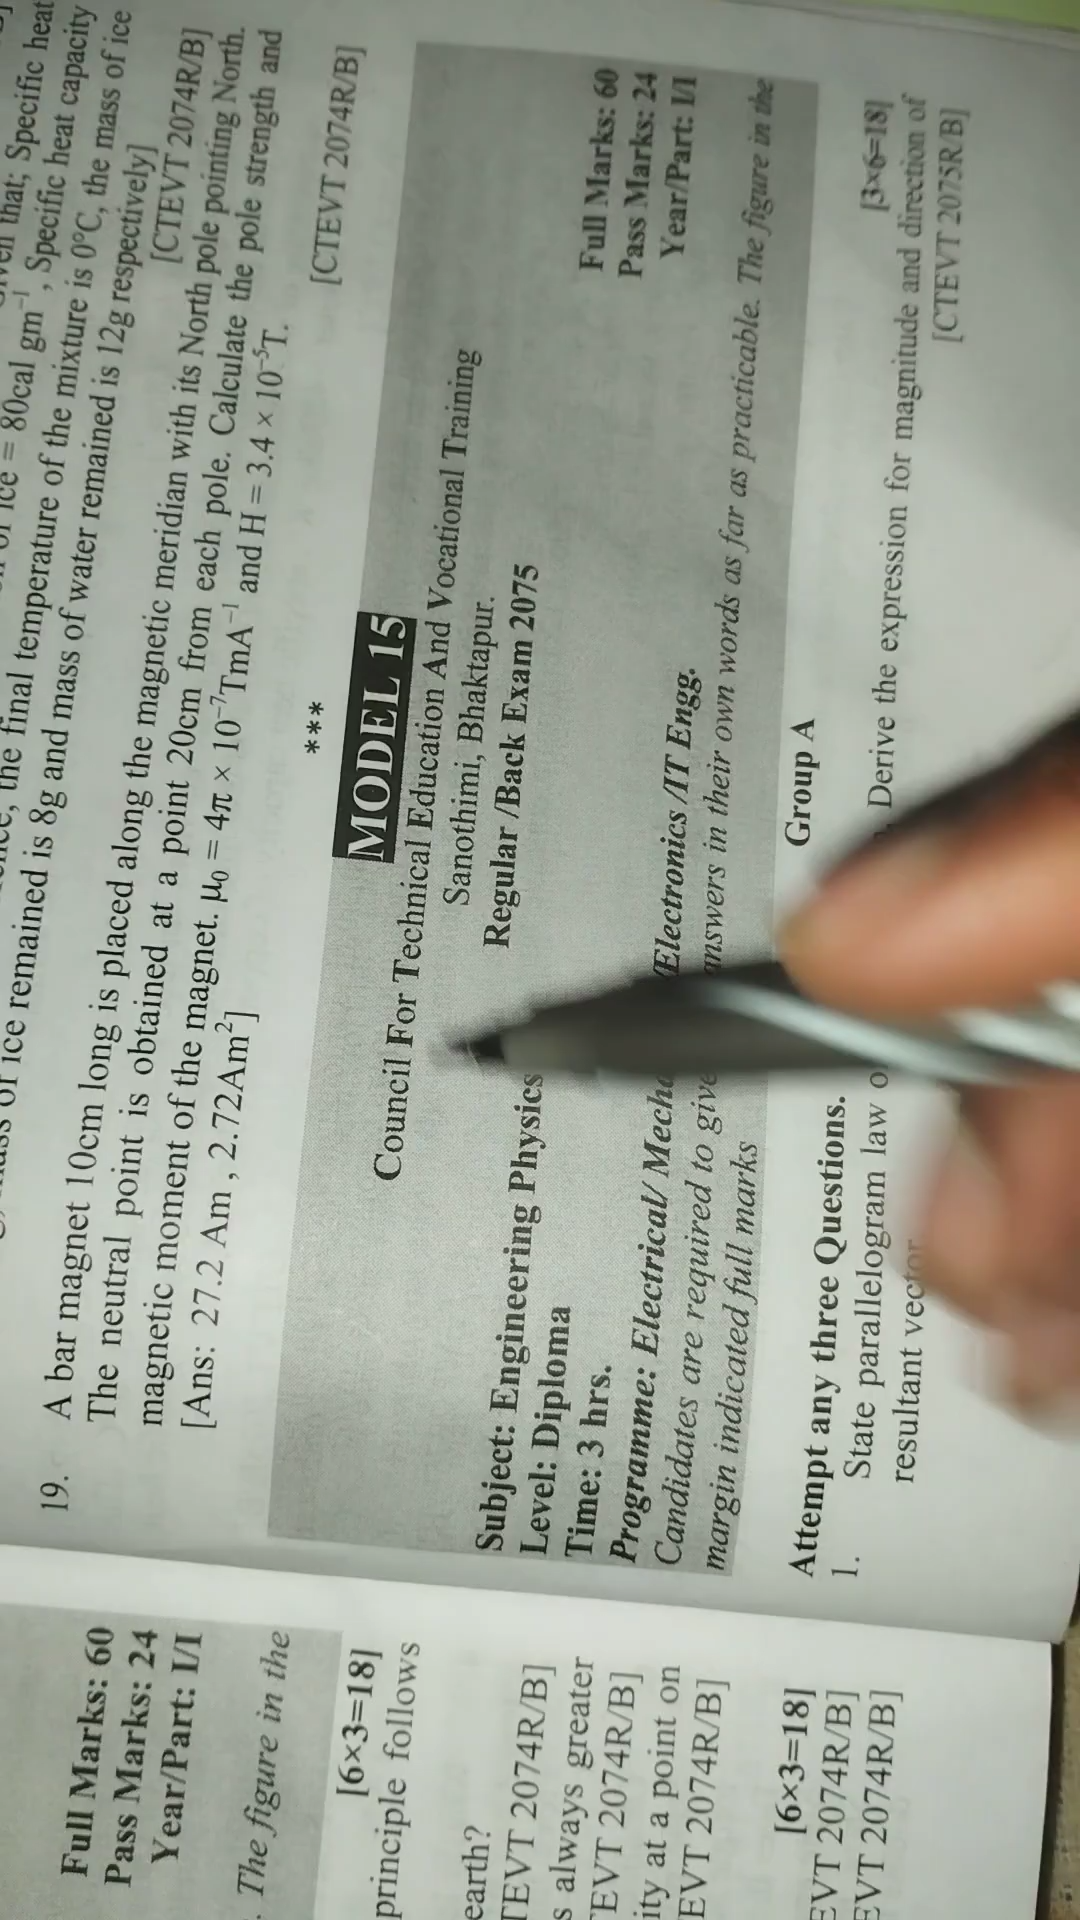 ice = 80cal gm⁻¹, Specific heat capacity
the final temperature of the mixture is 0°C, the mass of ice
of ice remained is 8g and mass of water remained is 12g respectively]
[CTEVT 2074R/B]
19. A bar magnet 10cm long is placed along the magnetic meridian with its North pole pointing North.
The neutral point is obtained at a point 20cm from each pole. Calculate the pole strength and
magnetic moment of the magnet. μ₀ = 4π × 10⁻⁷TmA⁻¹ and H = 3.4 × 10⁻⁵T.
[Ans: 27.2 Am , 2.72Am²]
[CTEVT 2074R/B]
***
MODEL 15
Council For Technical Education And Vocational Training
Sanothimi, Bhaktapur.
Regular /Back Exam 2075
Subject: Engineering Physics
Full Marks: 60
Level: Diploma
Pass Marks: 24
Time: 3 hrs.
Year/Part: I/I
Programme: Electrical/ /Electronics /IT Engg.
Candidates are required to give answers in their own words as far as practicable. The figure in the
margin indicated full marks
Group A
Attempt any three Questions.
[3×6=18]
1. State parallelogram law Derive the expression for magnitude and direction of
resultant vector
[CTEVT 2075R/B]
Full Marks: 60
Pass Marks: 24
Year/Part: I/I
. The figure in the
[6×3=18]
principle follows
earth?
TEVT 2074R/B]
s always greater
TEVT 2074R/B]
ity at a point on
EVT 2074R/B]
[6×3=18]
EVT 2074R/B]
EVT 2074R/B]